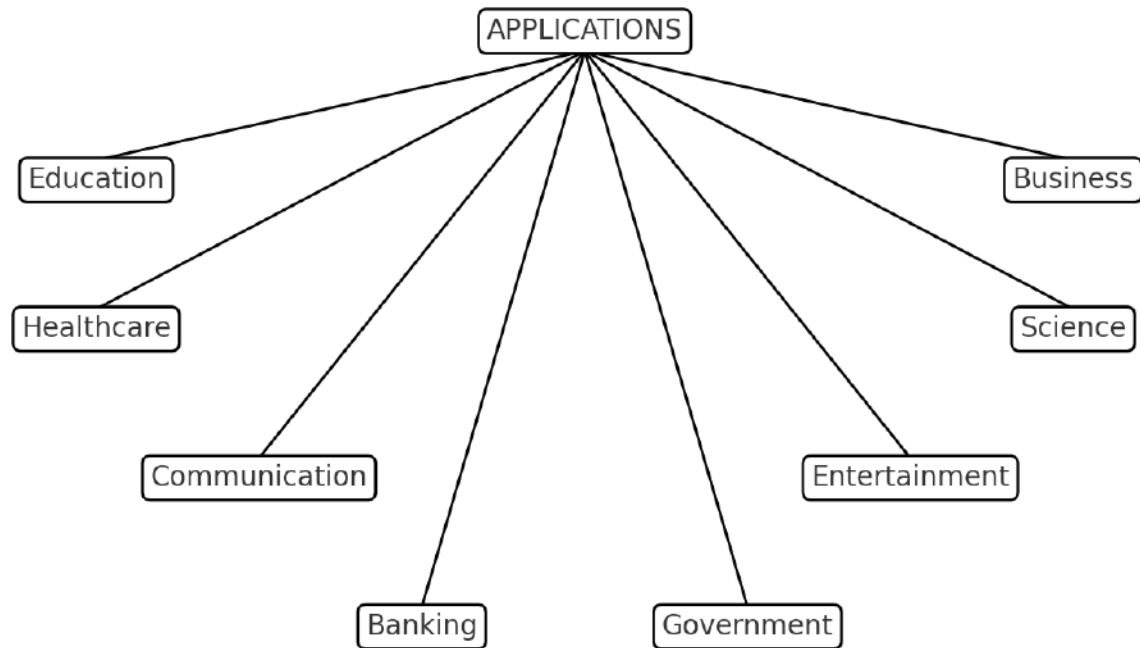 APPLICATIONS
Education
Business
Healthcare
Science
Communication
Entertainment
Banking
Government